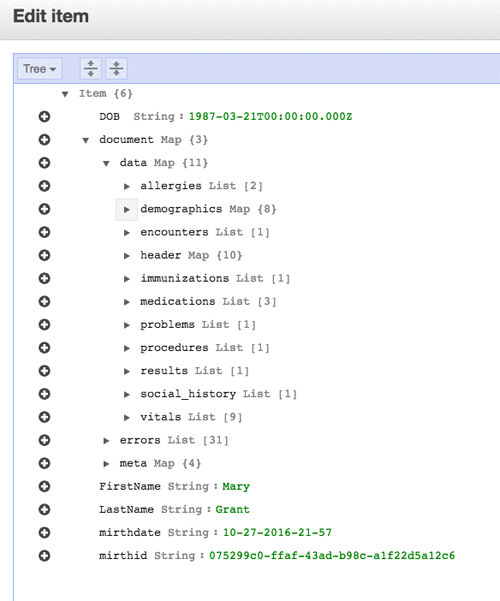 Edit item
Tree
Item {6}
DOB String : 1987-03-21T00:00:00.000Z
document Map {3}
data Map {11}
allergies List [2]
demographics Map {8}
encounters List [1]
header Map {10}
immunizations List [1]
medications List [3]
problems List [1]
procedures List [1]
results List [1]
social_history List [1]
vitals List [9]
errors List [31]
meta Map {4}
FirstName String : Mary
LastName String : Grant
mirthdate String : 10-27-2016-21-57
mirthid String : 075299c0-ffaf-43ad-b98c-a1f22d5a12c6